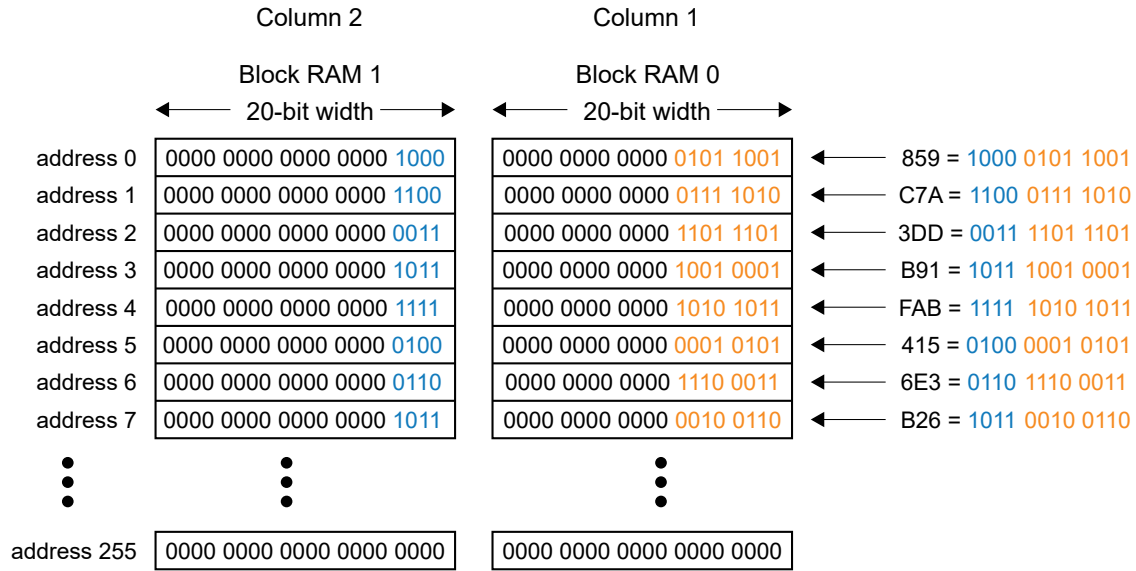 Column 2 Column 1
Block RAM 1 Block RAM 0
20-bit width 20-bit width
address 0 0000 0000 0000 0000 1000 0000 0000 0000 0101 1001 859 = 1000 0101 1001
address 1 0000 0000 0000 0000 1100 0000 0000 0000 0111 1010 C7A = 1100 0111 1010
address 2 0000 0000 0000 0000 0011 0000 0000 0000 1101 1101 3DD = 0011 1101 1101
address 3 0000 0000 0000 0000 1011 0000 0000 0000 1001 0001 B91 = 1011 1001 0001
address 4 0000 0000 0000 0000 1111 0000 0000 0000 1010 1011 FAB = 1111 1010 1011
address 5 0000 0000 0000 0000 0100 0000 0000 0000 0001 0101 415 = 0100 0001 0101
address 6 0000 0000 0000 0000 0110 0000 0000 0000 1110 0011 6E3 = 0110 1110 0011
address 7 0000 0000 0000 0000 1011 0000 0000 0000 0010 0110 B26 = 1011 0010 0110
address 255 0000 0000 0000 0000 0000 0000 0000 0000 0000 0000